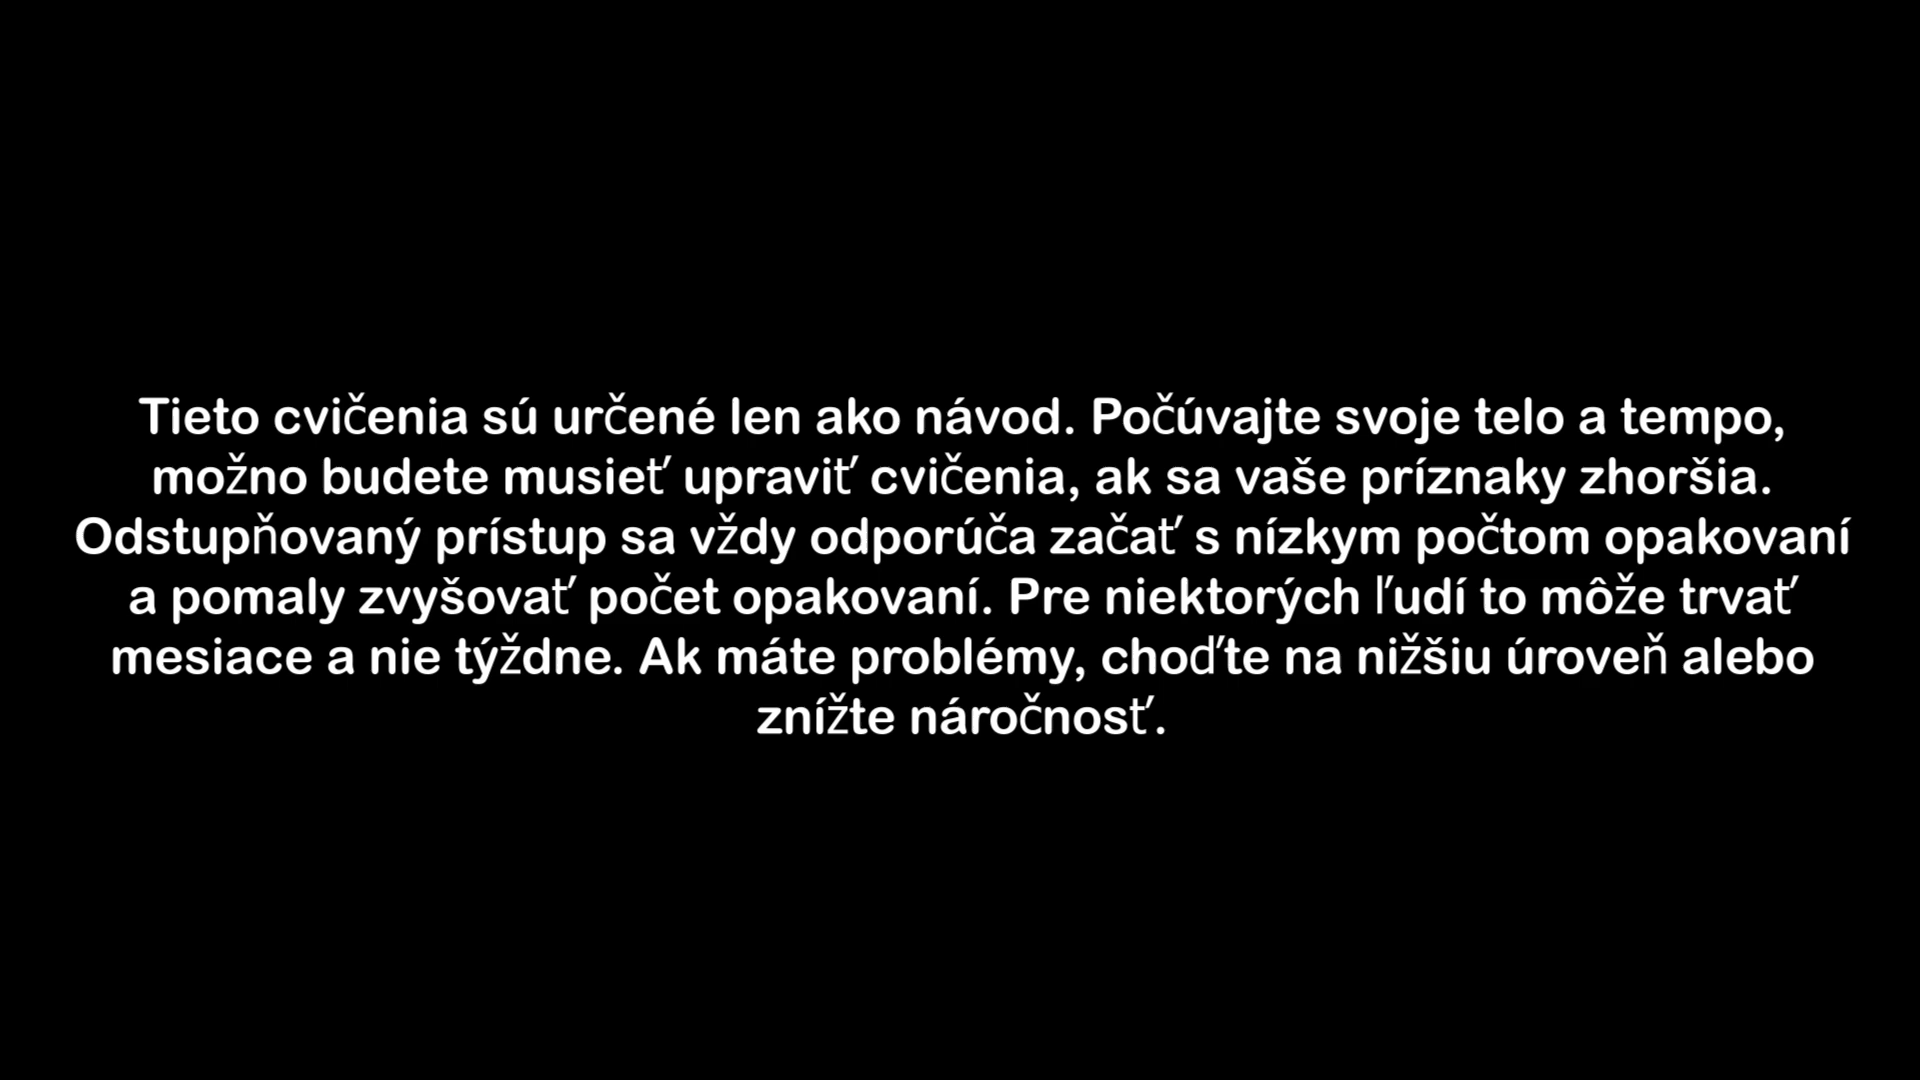 Tieto cvičenia sú určené len ako návod. Počúvajte svoje telo a tempo,
možno budete musieť upraviť cvičenia, ak sa vaše príznaky zhoršia.
Odstupňovaný prístup sa vždy odporúča začať s nízkym počtom opakovaní
a pomaly zvyšovať počet opakovaní. Pre niektorých ľudí to môže trvať
mesiace a nie týždne. Ak máte problémy, choďte na nižšiu úroveň alebo
znížte náročnosť.